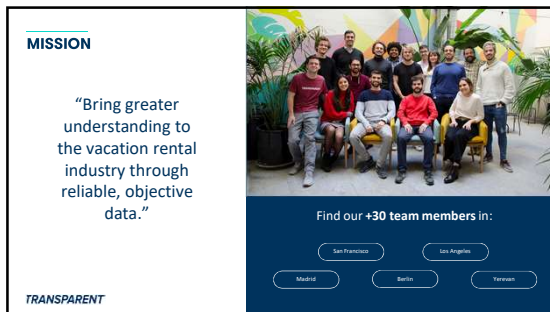 MISSION
“Bring greater
understanding to
the vacation rental
industry through
reliable, objective
data.”
TRANSPARENT
Find our +30 team members in:
San Francisco
Los Angeles
Madrid
Berlin
Yerevan